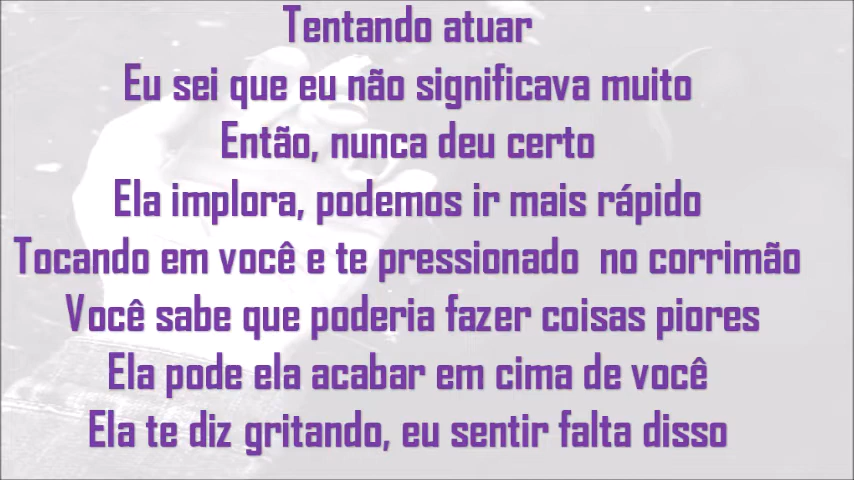 Tentando atuar
Eu sei que eu não significava muito
Então, nunca deu certo
Ela implora, podemos ir mais rápido
Tocando em você e te pressionado no corrimão
Você sabe que poderia fazer coisas piores
Ela pode ela acabar em cima de você
Ela te diz gritando, eu sentir falta disso